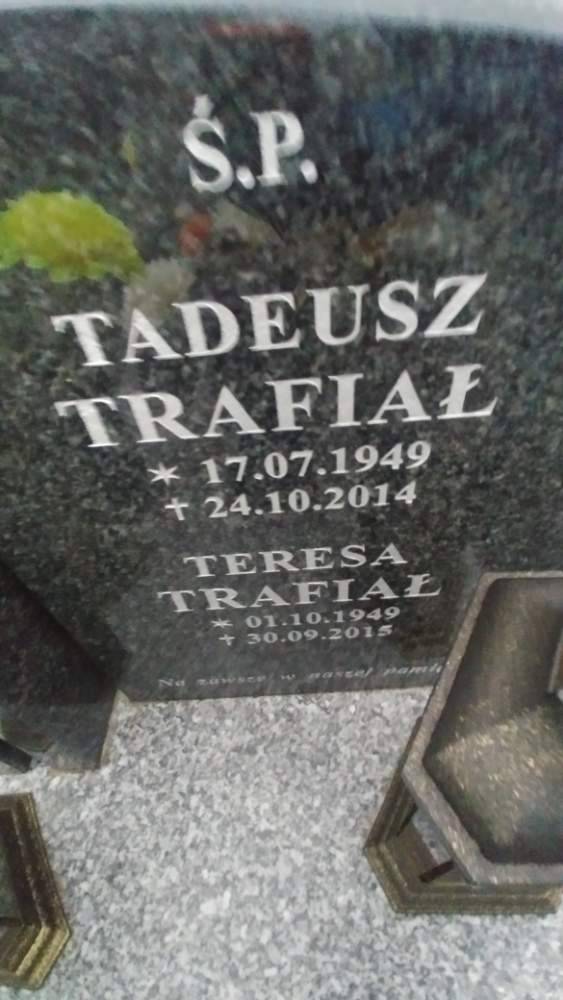 Ś.P.
TADEUSZ
TRAFIAŁ
* 17.07.1949
† 24.10.2014
TERESA
TRAFIAŁ
* 01.10.1949
† 30.09.2015
Na zawsze w naszej